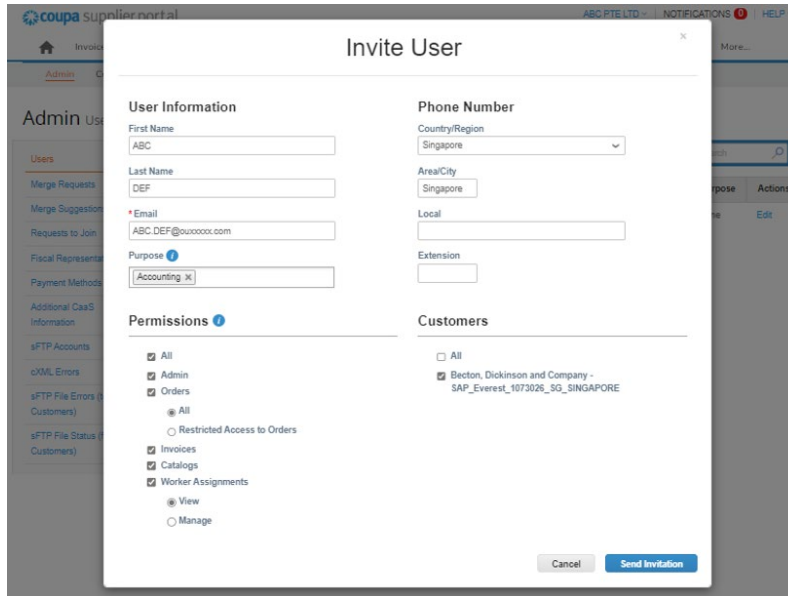 coupa supplier portal
ABC PTE LTD
NOTIFICATIONS 0
HELP
Invoice
More...
Admin
Admin Use
Users
Merge Requests
Merge Suggestion
Requests to Join
Fiscal Representa
Payment Methods
Additional CaaS
Information
sFTP Accounts
cXML Errors
sFTP File Errors (t
Customers)
sFTP File Status (t
Customers)
rch
rpose
Actions
ne
Edit
Invite User
×
User Information
First Name
ABC
Last Name
DEF
* Email
ABC.DEF@ouxxxxx.com
Purpose i
Accounting ×
Phone Number
Country/Region
Singapore
Area/City
Singapore
Local
Extension
Permissions i
All
Admin
Orders
All
Restricted Access to Orders
Invoices
Catalogs
Worker Assignments
View
Manage
Customers
All
Becton, Dickinson and Company -
SAP_Everest_1073026_SG_SINGAPORE
Cancel
Send Invitation